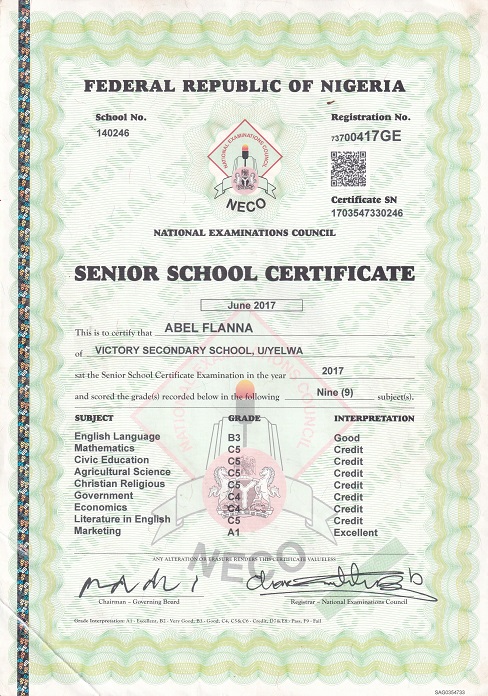 FEDERAL REPUBLIC OF NIGERIA
School No.
140246
Registration No.
73700417GE
NATIONAL EXAMINATIONS COUNCIL
NECO
Certificate SN
1703547330246
NATIONAL EXAMINATIONS COUNCIL
SENIOR SCHOOL CERTIFICATE
June 2017
This is to certify that ABEL FLANNA
of VICTORY SECONDARY SCHOOL, U/YELWA
sat the Senior School Certificate Examination in the year 2017
and scored the grade(s) recorded below in the following Nine (9) subject(s).
SUBJECT GRADE INTERPRETATION
English Language B3 Good
Mathematics C5 Credit
Civic Education C5 Credit
Agricultural Science C5 Credit
Christian Religious C5 Credit
Government C4 Credit
Economics C4 Credit
Literature in English C5 Credit
Marketing A1 Excellent
NECO
ANY ALTERATION OR ERASURE RENDERS THIS CERTIFICATE VALUELESS
Chairman – Governing Board
Registrar – National Examinations Council
Grade Interpretation: A1 - Excellent, B2 - Very Good, B3 - Good, C4, C5 & C6 - Credit, D7 & E8 - Pass, F9 - Fail
SAG0354733